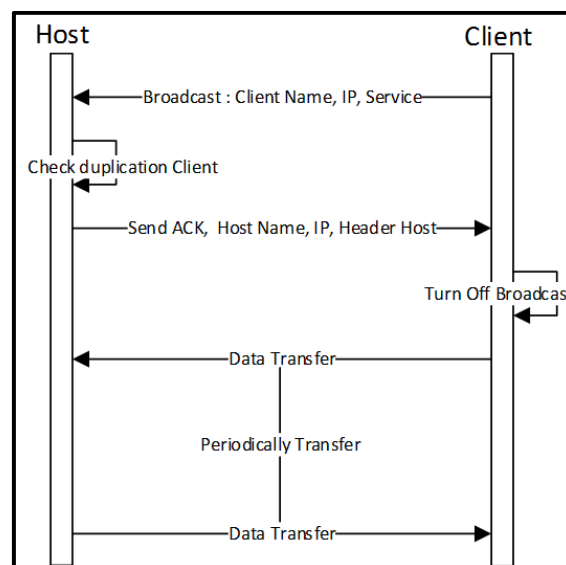 Host
Client
Broadcast : Client Name, IP, Service
Check duplication Client
Send ACK, Host Name, IP, Header Host
Turn Off Broadcas
Data Transfer
Periodically Transfer
Data Transfer